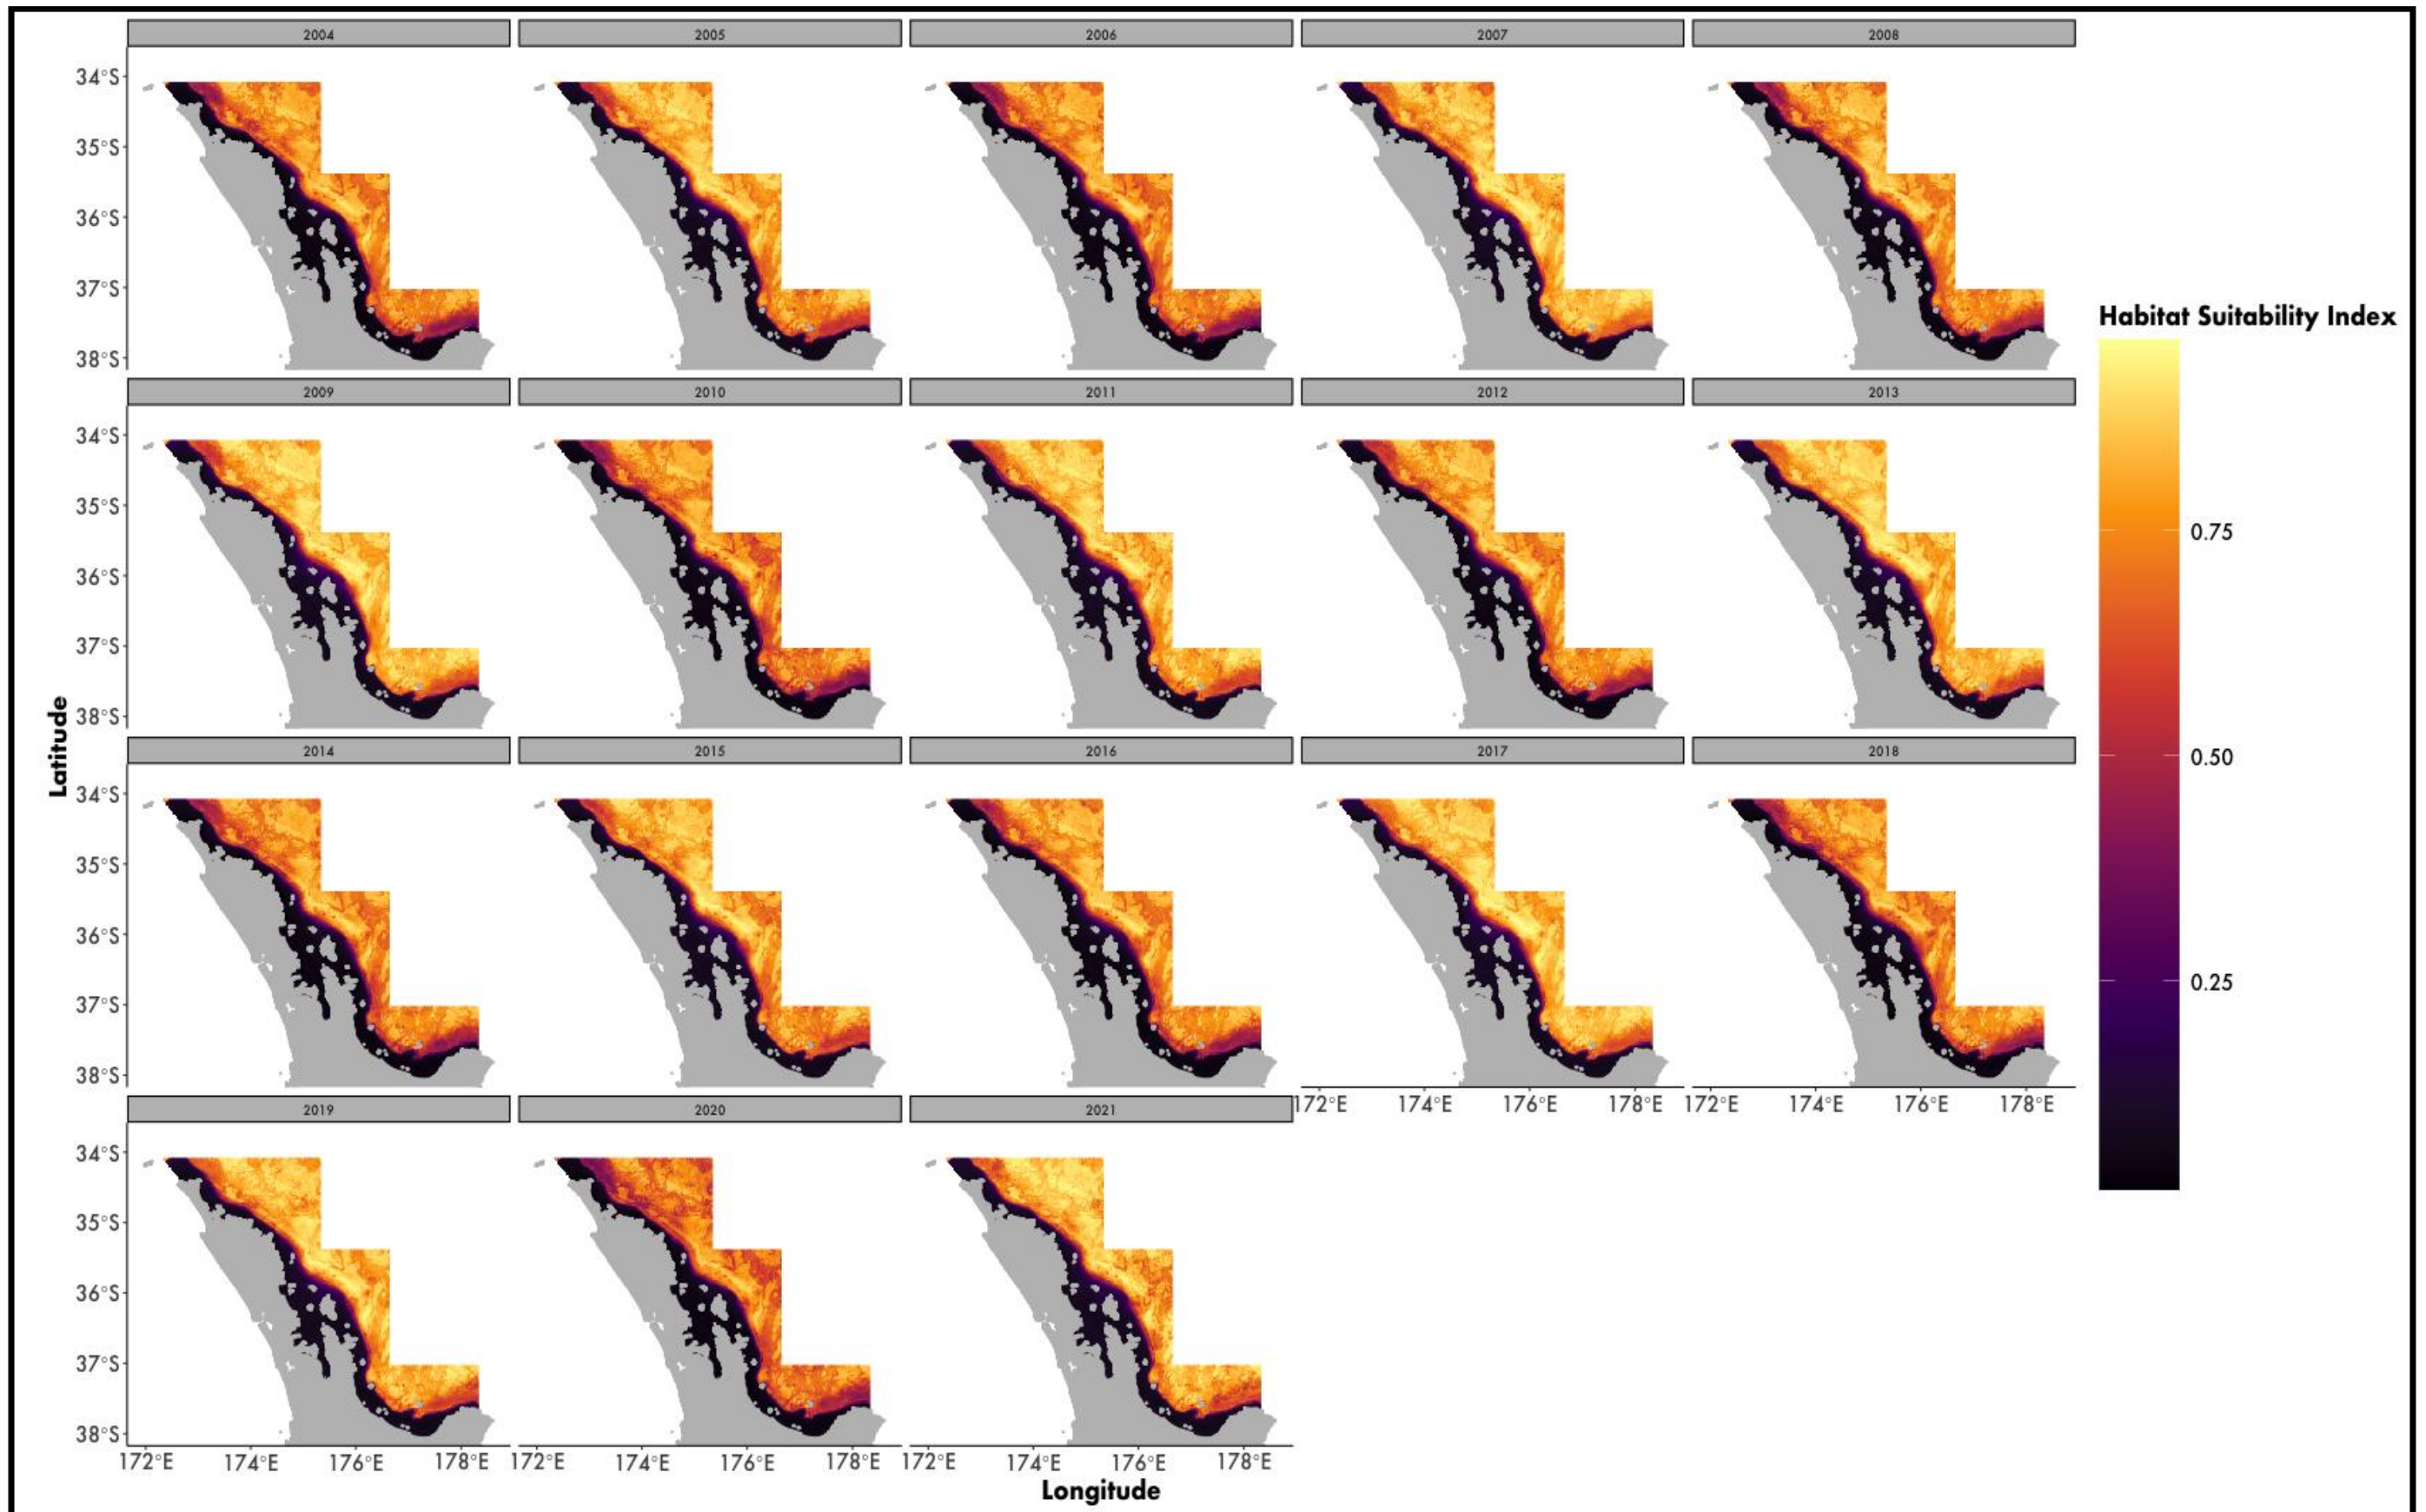 2004 2005 2006 2007 2008
34°S
35°S
36°S
37°S
38°S
Habitat Suitability Index
0.75
0.50
0.25
2009 2010 2011 2012 2013
34°S
35°S
36°S
37°S
38°S
Latitude
2014 2015 2016 2017 2018
34°S
35°S
36°S
37°S
38°S
172°E 174°E 176°E 178°E 172°E 174°E 176°E 178°E
2019 2020 2021
34°S
35°S
36°S
37°S
38°S
172°E 174°E 176°E 178°E 172°E 174°E 176°E 178°E 172°E 174°E 176°E 178°E
Longitude